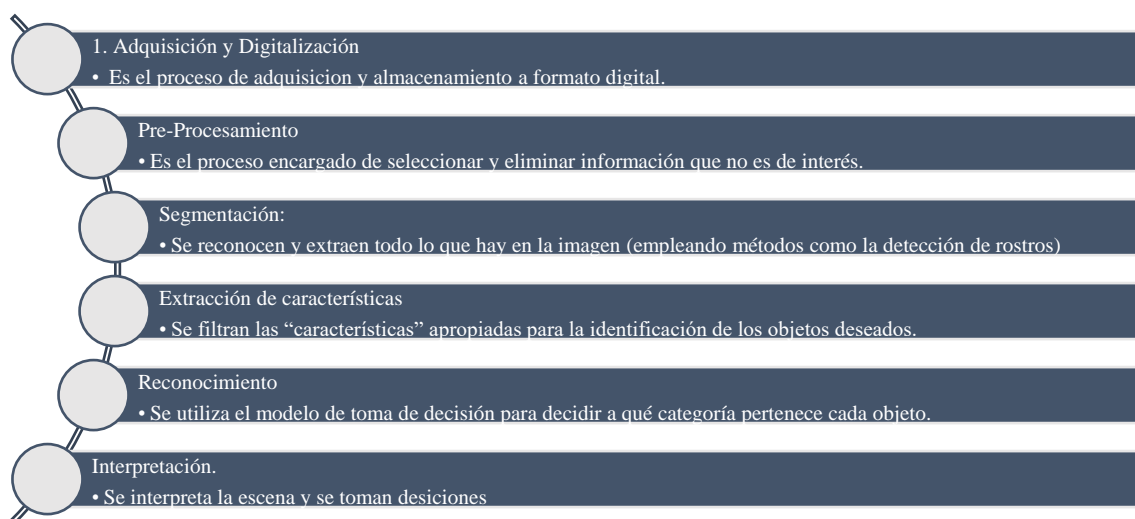 1. Adquisición y Digitalización
• Es el proceso de adquisicion y almacenamiento a formato digital.
Pre-Procesamiento
• Es el proceso encargado de seleccionar y eliminar información que no es de interés.
Segmentación:
• Se reconocen y extraen todo lo que hay en la imagen (empleando métodos como la detección de rostros)
Extracción de características
• Se filtran las “características” apropiadas para la identificación de los objetos deseados.
Reconocimiento
• Se utiliza el modelo de toma de decisión para decidir a qué categoría pertenece cada objeto.
Interpretación.
• Se interpreta la escena y se toman desiciones